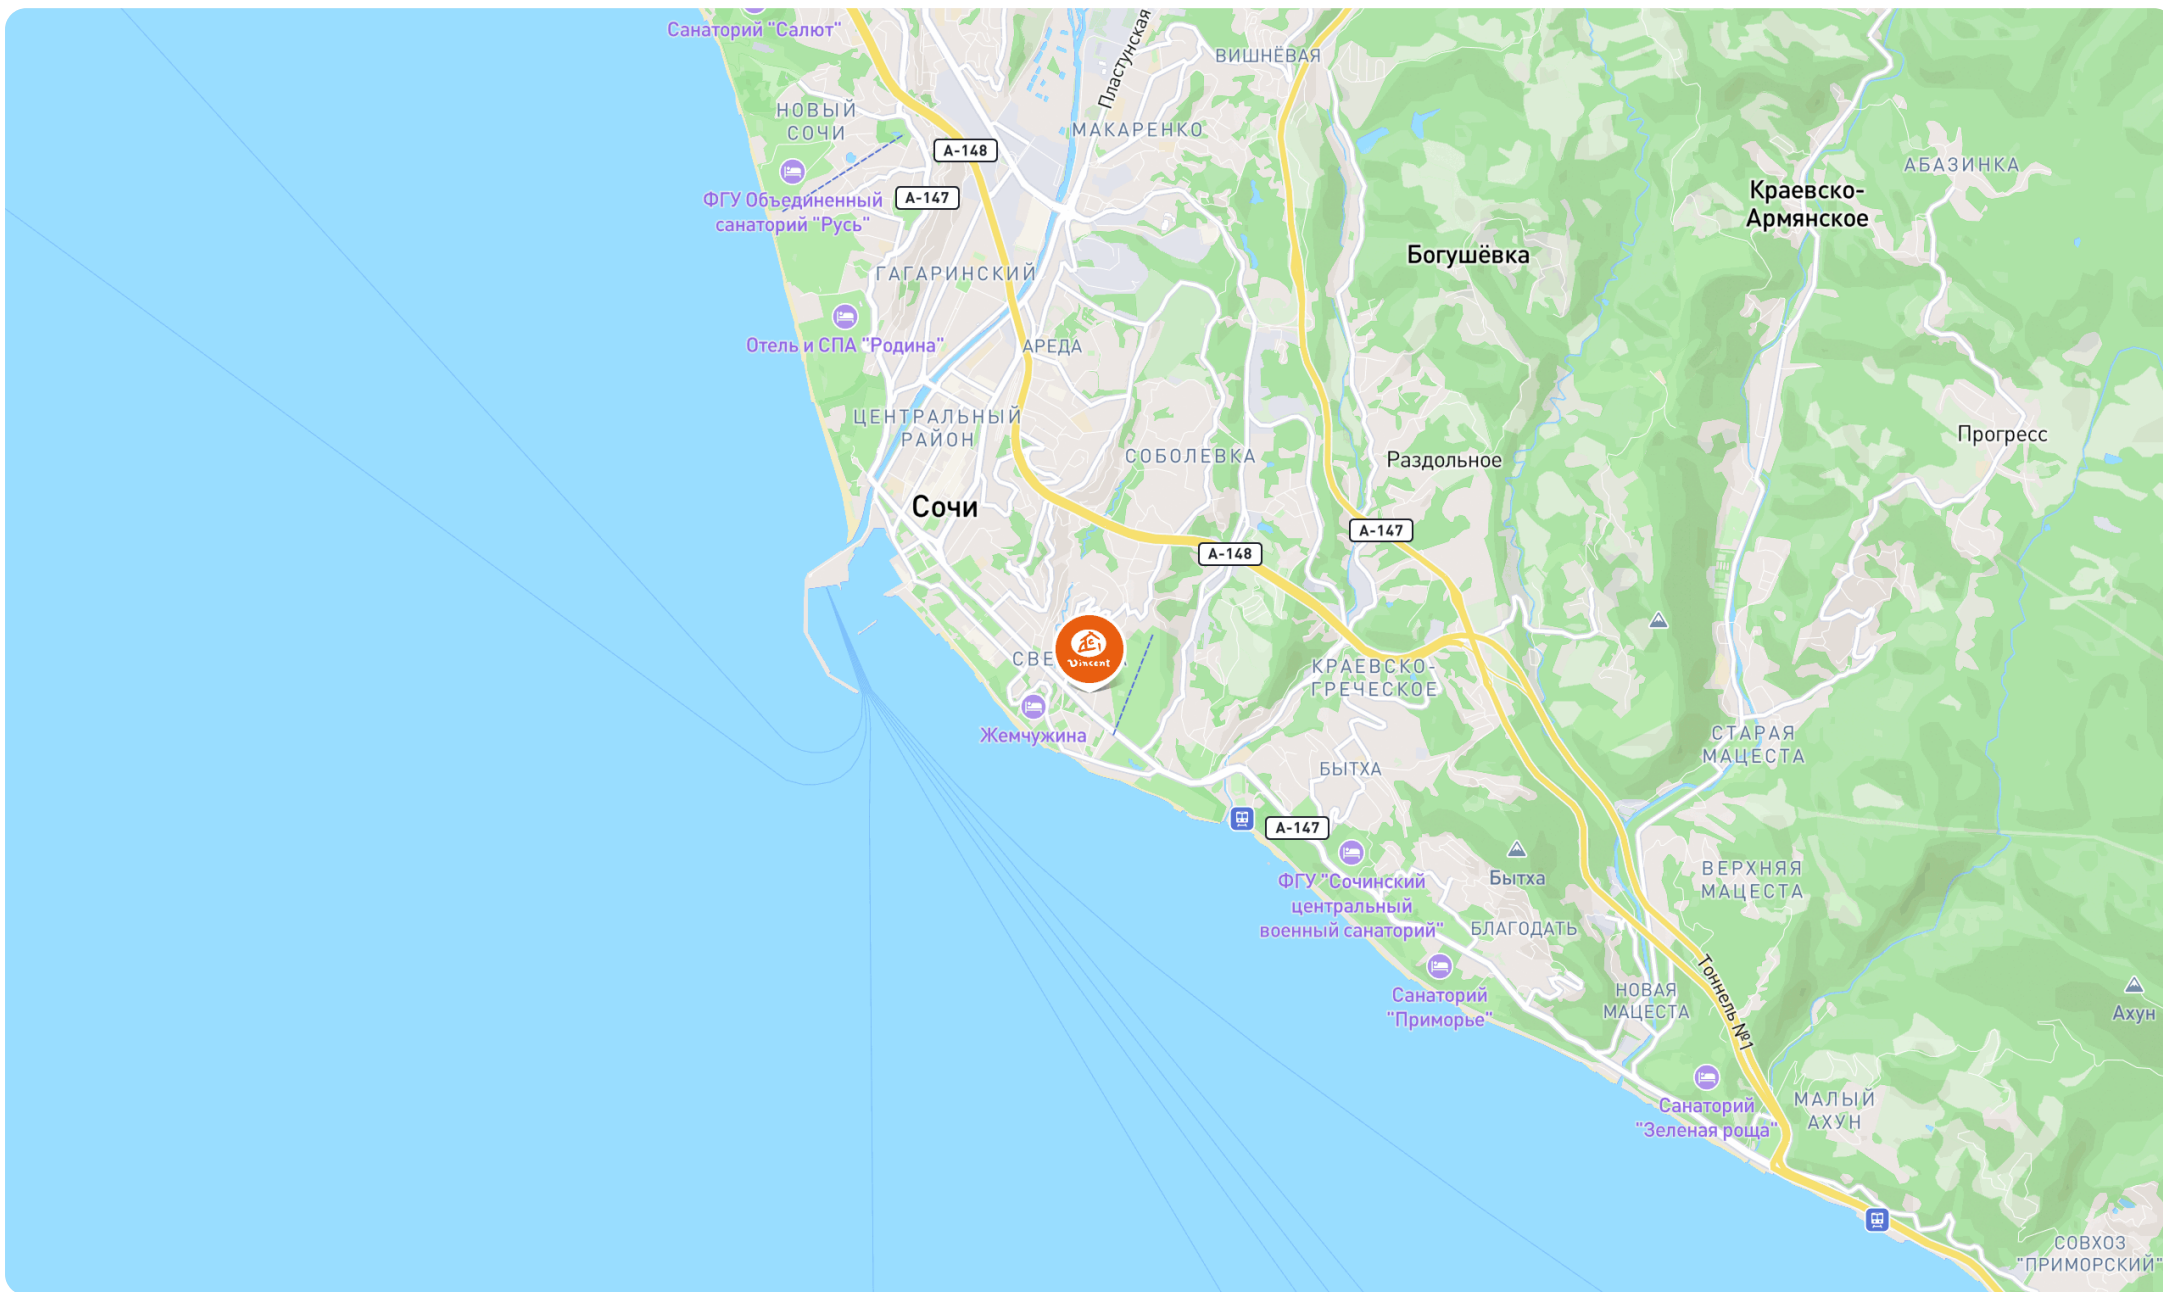 Санаторий "Салют"
Пластунская
ВИШНЁВАЯ
НОВЫЙ
СОЧИ
МАКАРЕНКО
А-148
АБАЗИНКА
ФГУ Объединенный
санаторий "Русь"
А-147
Краевско-
Армянское
Богушёвка
ГАГАРИНСКИЙ
Отель и СПА "Родина"
АРЕДА
ЦЕНТРАЛЬНЫЙ
РАЙОН
Прогресс
СОБОЛЕВКА
Раздольное
Сочи
А-147
А-148
Vincent
КРАЕВСКО-
ГРЕЧЕСКОЕ
Жемчужина
СТАРАЯ
МАЦЕСТА
БЫТХА
А-147
ФГУ "Сочинский
центральный
военный санаторий"
Бытха
ВЕРХНЯЯ
МАЦЕСТА
БЛАГОДАТЬ
Санаторий
"Приморье"
НОВАЯ
МАЦЕСТА
Тоннель №1
Ахун
Санаторий
"Зеленая роща"
МАЛЫЙ
АХУН
СОВХОЗ
"ПРИМОРСКИЙ"